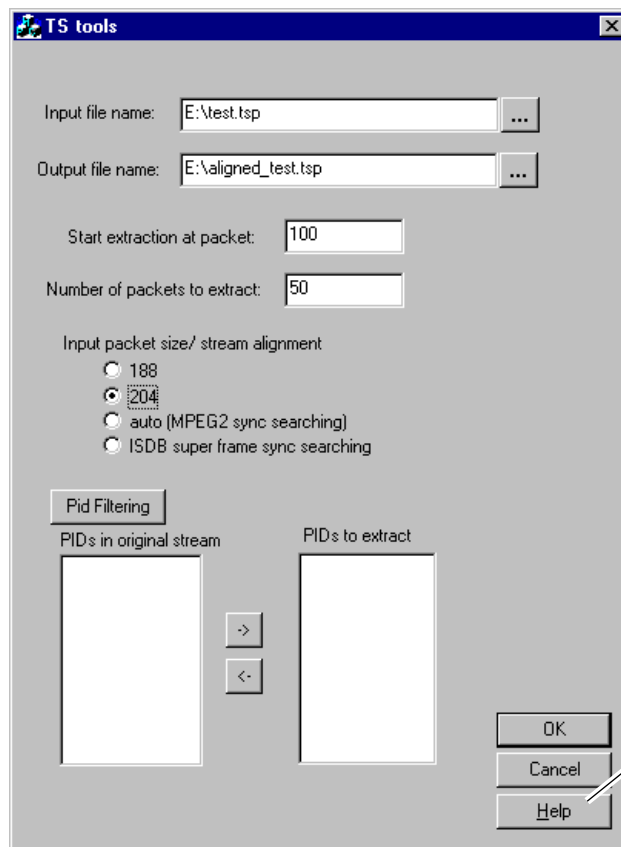 TS tools
Input file name: E:\test.tsp ...
Output file name: E:\aligned_test.tsp ...
Start extraction at packet: 100
Number of packets to extract: 50
Input packet size/ stream alignment
188
204
auto (MPEG2 sync searching)
ISDB super frame sync searching
Pid Filtering
PIDs in original stream
PIDs to extract
->
<-
OK
Cancel
Help